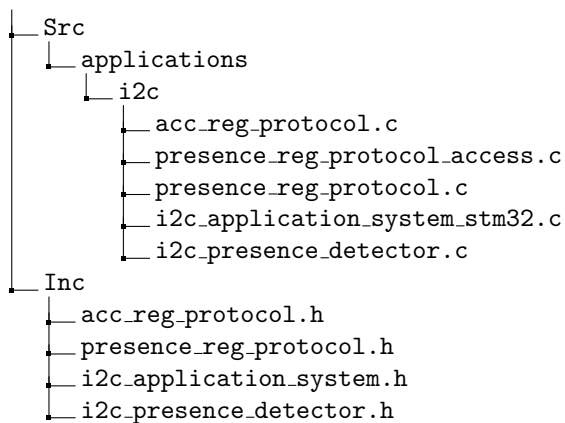 Src
applications
i2c
acc_reg_protocol.c
presence_reg_protocol_access.c
presence_reg_protocol.c
i2c_application_system_stm32.c
i2c_presence_detector.c
Inc
acc_reg_protocol.h
presence_reg_protocol.h
i2c_application_system.h
i2c_presence_detector.h